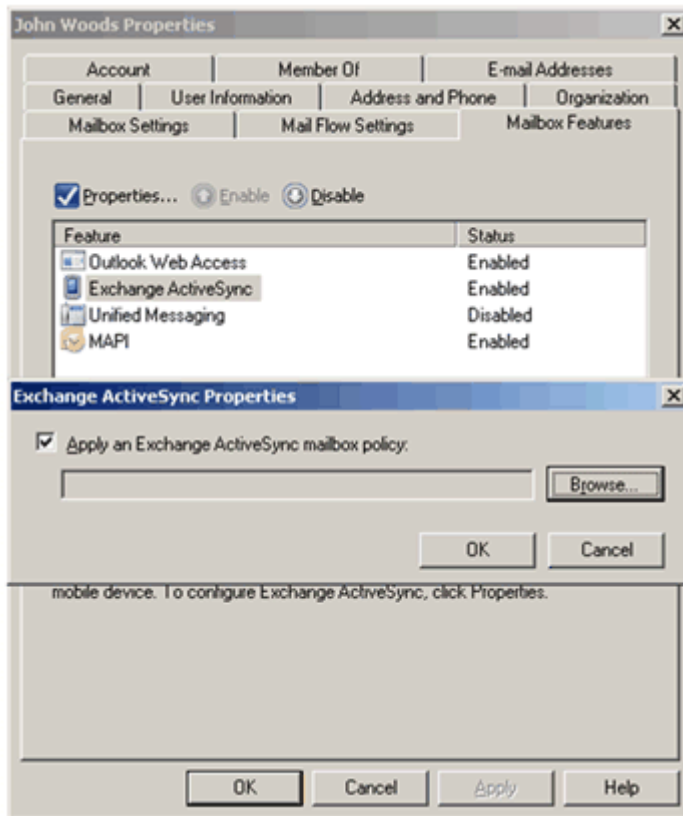 John Woods Properties
Account Member Of E-mail Addresses
General User Information Address and Phone Organization
Mailbox Settings Mail Flow Settings Mailbox Features
Properties... Enable Disable
Feature Status
Outlook Web Access Enabled
Exchange ActiveSync Enabled
Unified Messaging Disabled
MAPI Enabled
Exchange ActiveSync Properties
Apply an Exchange ActiveSync mailbox policy:
Browse...
OK Cancel
mobile device. To configure Exchange ActiveSync, click Properties.
OK Cancel Apply Help